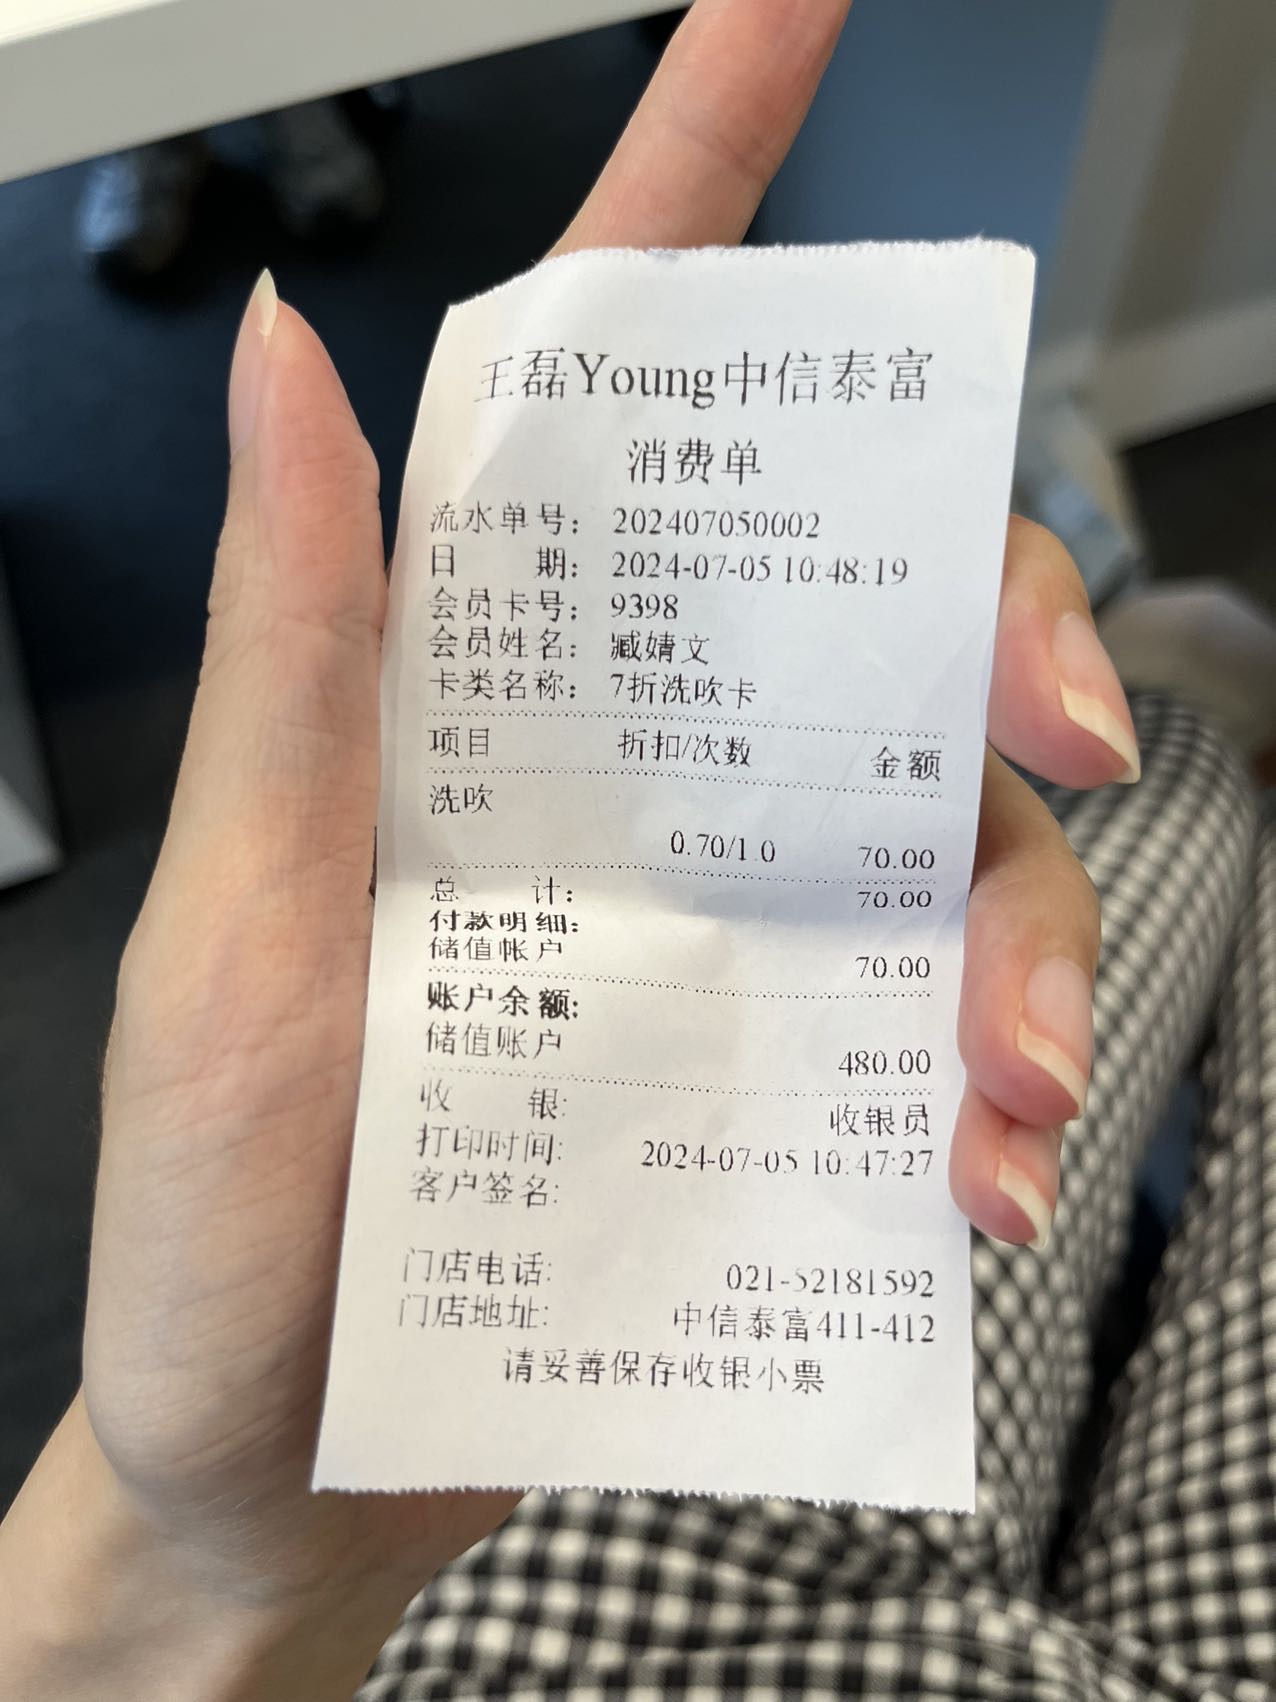 王磊Young中信泰富
消费单
流水单号： 202407050002
日 期： 2024-07-05 10:48:19
会员卡号： 9398
会员姓名： 臧婧文
卡类名称： 7折洗吹卡
项目 折扣/次数 金额
洗吹
0.70/1.0 70.00
总 计： 70.00
付款明细：
储值帐户 70.00
账户余额：
储值账户 480.00
收 银: 收银员
打印时间: 2024-07-05 10:47:27
客户签名:
门店电话: 021-52181592
门店地址: 中信泰富411-412
请妥善保存收银小票